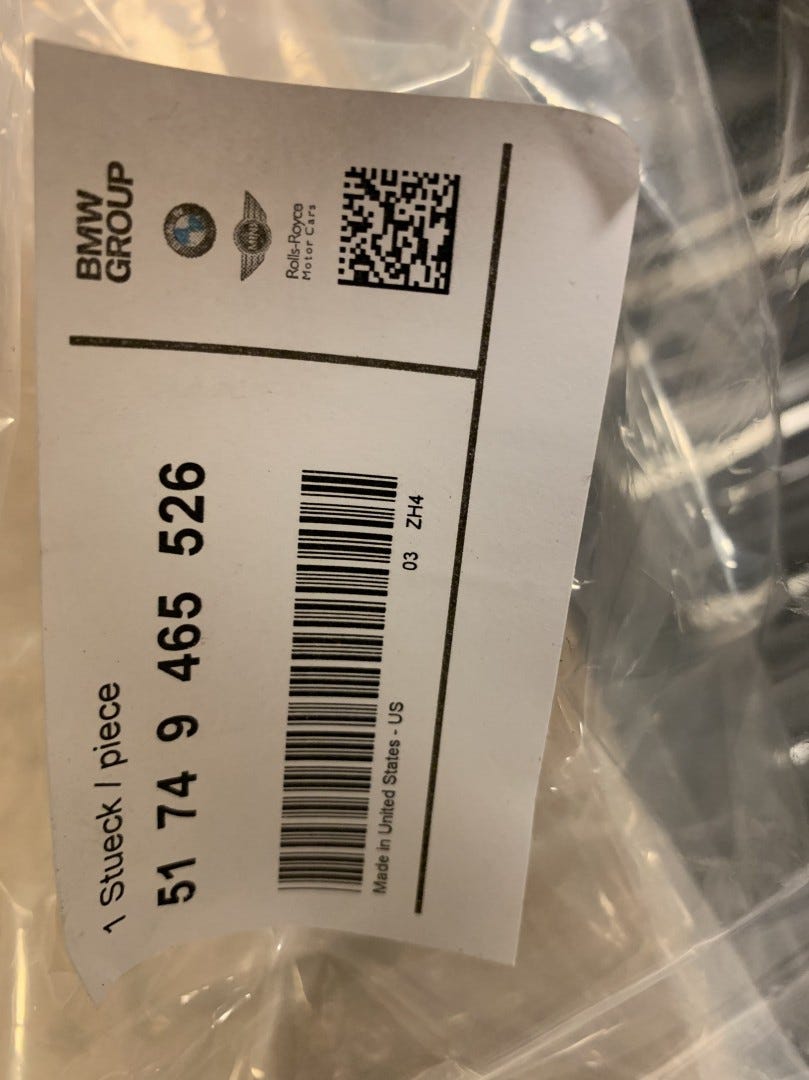 BMW
GROUP
MINI
Rolls-Royce
Motor Cars
1 Stueck / piece
51 74 9 465 526
Made in United States - US
03 ZH4